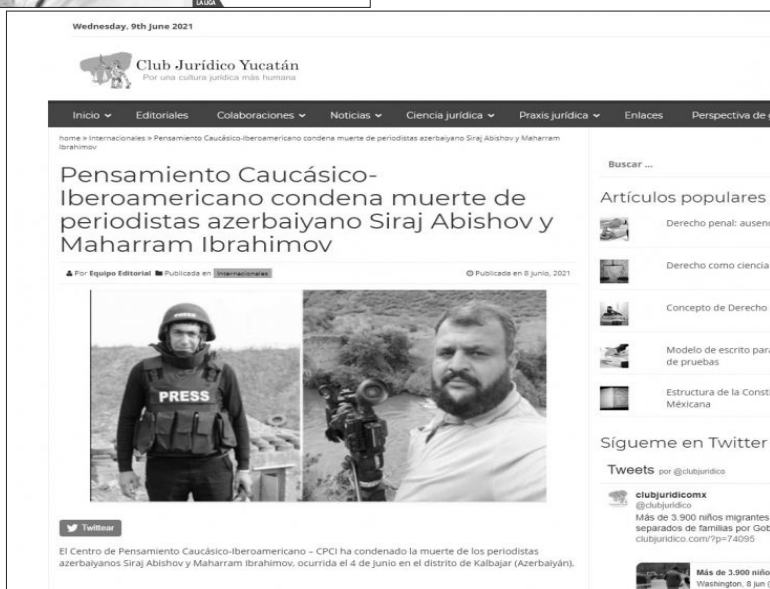 LA LIGA
Wednesday, 9th June 2021
Club Jurídico Yucatán
Por una cultura jurídica más humana
Inicio Editoriales Colaboraciones Noticias Ciencia jurídica Praxis jurídica Enlaces Perspectiva de
home » Internacionales » Pensamiento Caucásico-Iberoamericano condena muerte de periodistas azerbaiyano Siraj Abishov y Maharram
Ibrahimov
Pensamiento Caucásico-
Iberoamericano condena muerte de
periodistas azerbaiyano Siraj Abishov y
Maharram Ibrahimov
Por Equipo Editorial Publicada en Internacionales Publicada en 8 junio, 2021
PRESS
PRESS
Twittear
El Centro de Pensamiento Caucásico-Iberoamericano – CPCI ha condenado la muerte de los periodistas
azerbaiyanos Siraj Abishov y Maharram Ibrahimov, ocurrida el 4 de junio en el distrito de Kalbajar (Azerbaiyán).
Buscar ...
Artículos populares
Derecho penal: ausenc
Derecho como ciencia
Concepto de Derecho
Modelo de escrito para
de pruebas
Estructura de la Const
Méxicana
Sígueme en Twitter
Tweets por @clubjuridico
clubjuridicomx
@clubjuridico
Más de 3.900 niños migrantes
separados de familias por Gob
clubjuridico.com/?p=74095
Más de 3.900 niño
Washington, 8 jun (